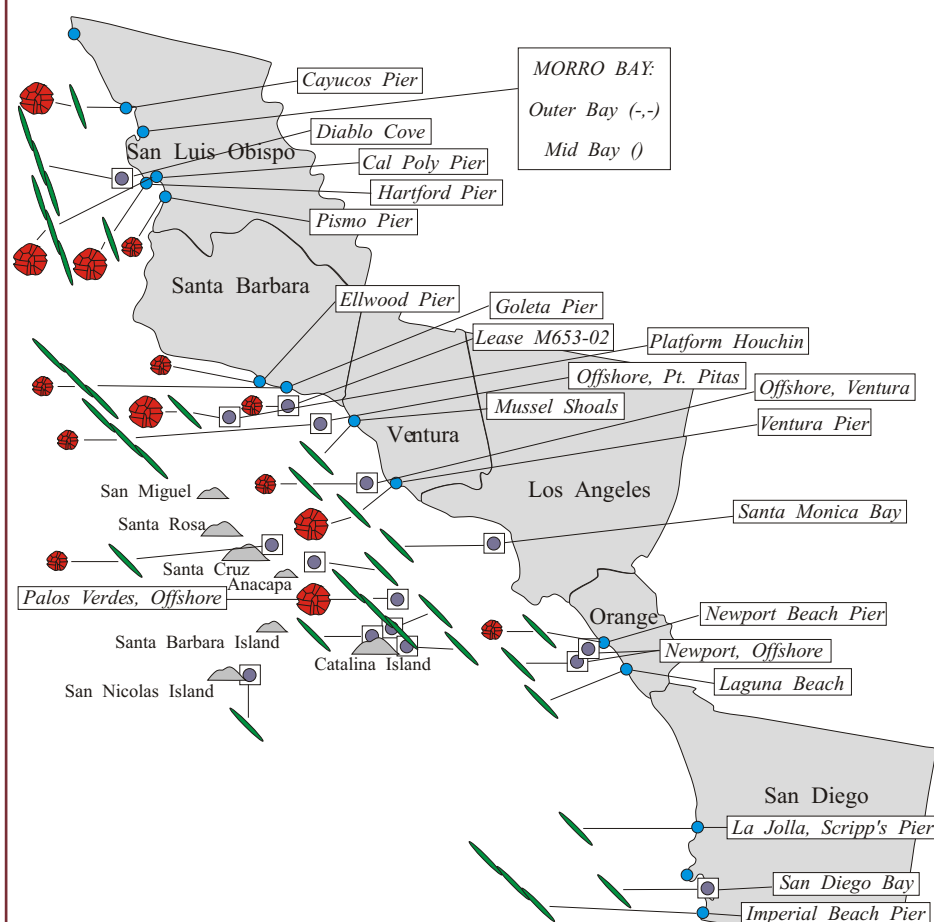 Cayucos Pier
MORRO BAY:
Outer Bay (-,-)
Mid Bay ()
Diablo Cove
San Luis Obispo
Cal Poly Pier
Hartford Pier
Pismo Pier
Santa Barbara
Ellwood Pier
Goleta Pier
Lease M653-02
Platform Houchin
Offshore, Pt. Pitas
Offshore, Ventura
Mussel Shoals
Ventura Pier
Ventura
San Miguel
Los Angeles
Santa Rosa
Santa Monica Bay
Santa Cruz
Anacapa
Palos Verdes, Offshore
Orange
Newport Beach Pier
Santa Barbara Island
Newport, Offshore
Catalina Island
San Nicolas Island
Laguna Beach
San Diego
La Jolla, Scripp's Pier
San Diego Bay
Imperial Beach Pier